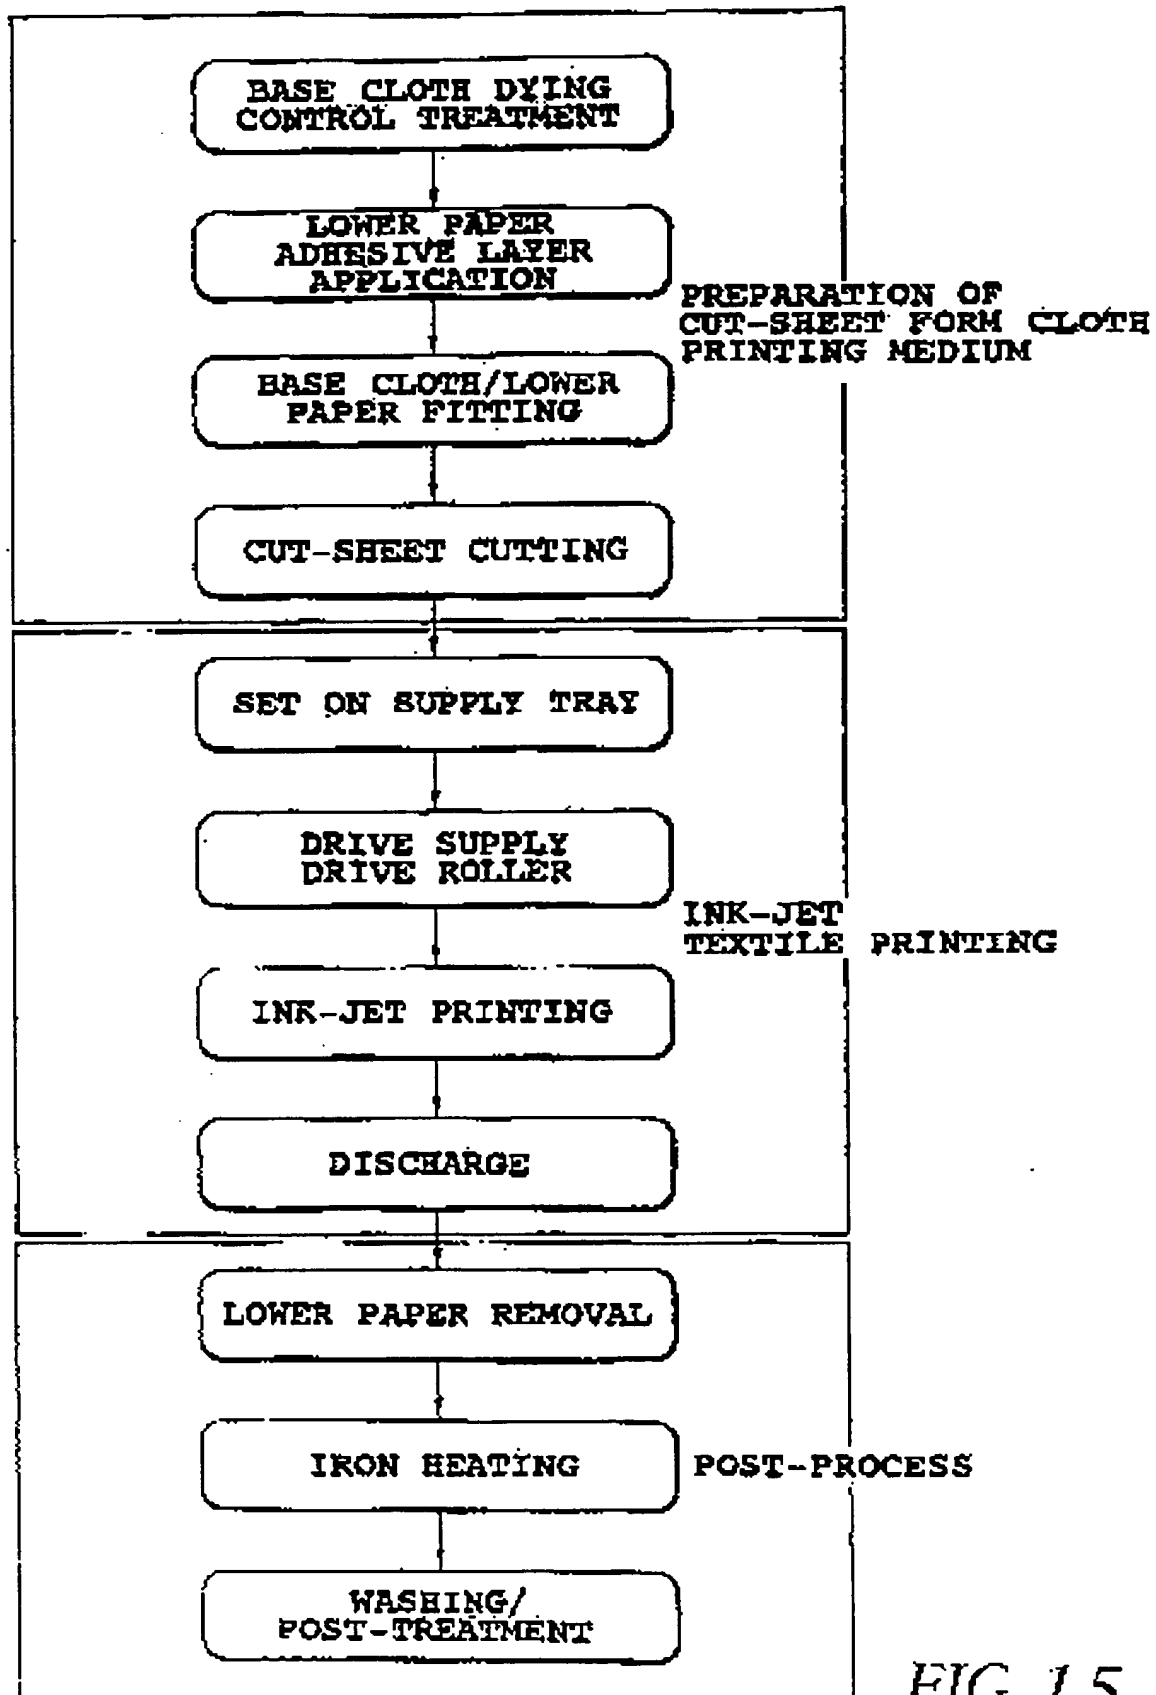 BASE CLOTH DYING
CONTROL TREATMENT
LOWER PAPER
ADHESIVE LAYER
APPLICATION
PREPARATION OF
CUT-SHEET FORM CLOTH
PRINTING MEDIUM
BASE CLOTH/LOWER
PAPER FITTING
CUT-SHEET CUTTING
SET ON SUPPLY TRAY
DRIVE SUPPLY
DRIVE ROLLER
INK-JET
TEXTILE PRINTING
INK-JET PRINTING
DISCHARGE
LOWER PAPER REMOVAL
IRON HEATING
POST-PROCESS
WASHING/
POST-TREATMENT
FIG. 15